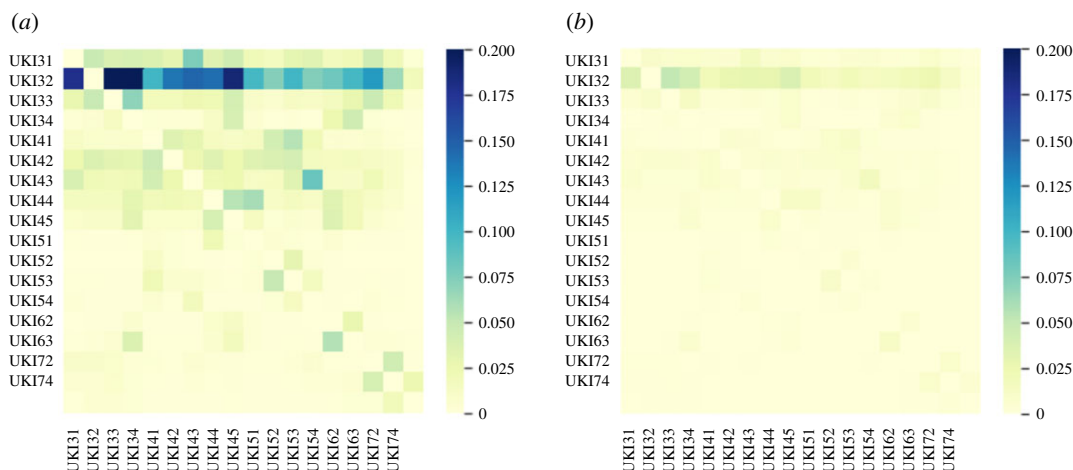 (a)
UKI31
UKI32
UKI33
UKI34
UKI41
UKI42
UKI43
UKI44
UKI45
UKI51
UKI52
UKI53
UKI54
UKI62
UKI63
UKI72
UKI74
UKI31
UKI32
UKI33
UKI34
UKI41
UKI42
UKI43
UKI44
UKI45
UKI51
UKI52
UKI53
UKI54
UKI62
UKI63
UKI72
UKI74
0.200
0.175
0.150
0.125
0.100
0.075
0.050
0.025
0
(b)
UKI31
UKI32
UKI33
UKI34
UKI41
UKI42
UKI43
UKI44
UKI45
UKI51
UKI52
UKI53
UKI54
UKI62
UKI63
UKI72
UKI74
UKI31
UKI32
UKI33
UKI34
UKI41
UKI42
UKI43
UKI44
UKI45
UKI51
UKI52
UKI53
UKI54
UKI62
UKI63
UKI72
UKI74
0.200
0.175
0.150
0.125
0.100
0.075
0.050
0.025
0